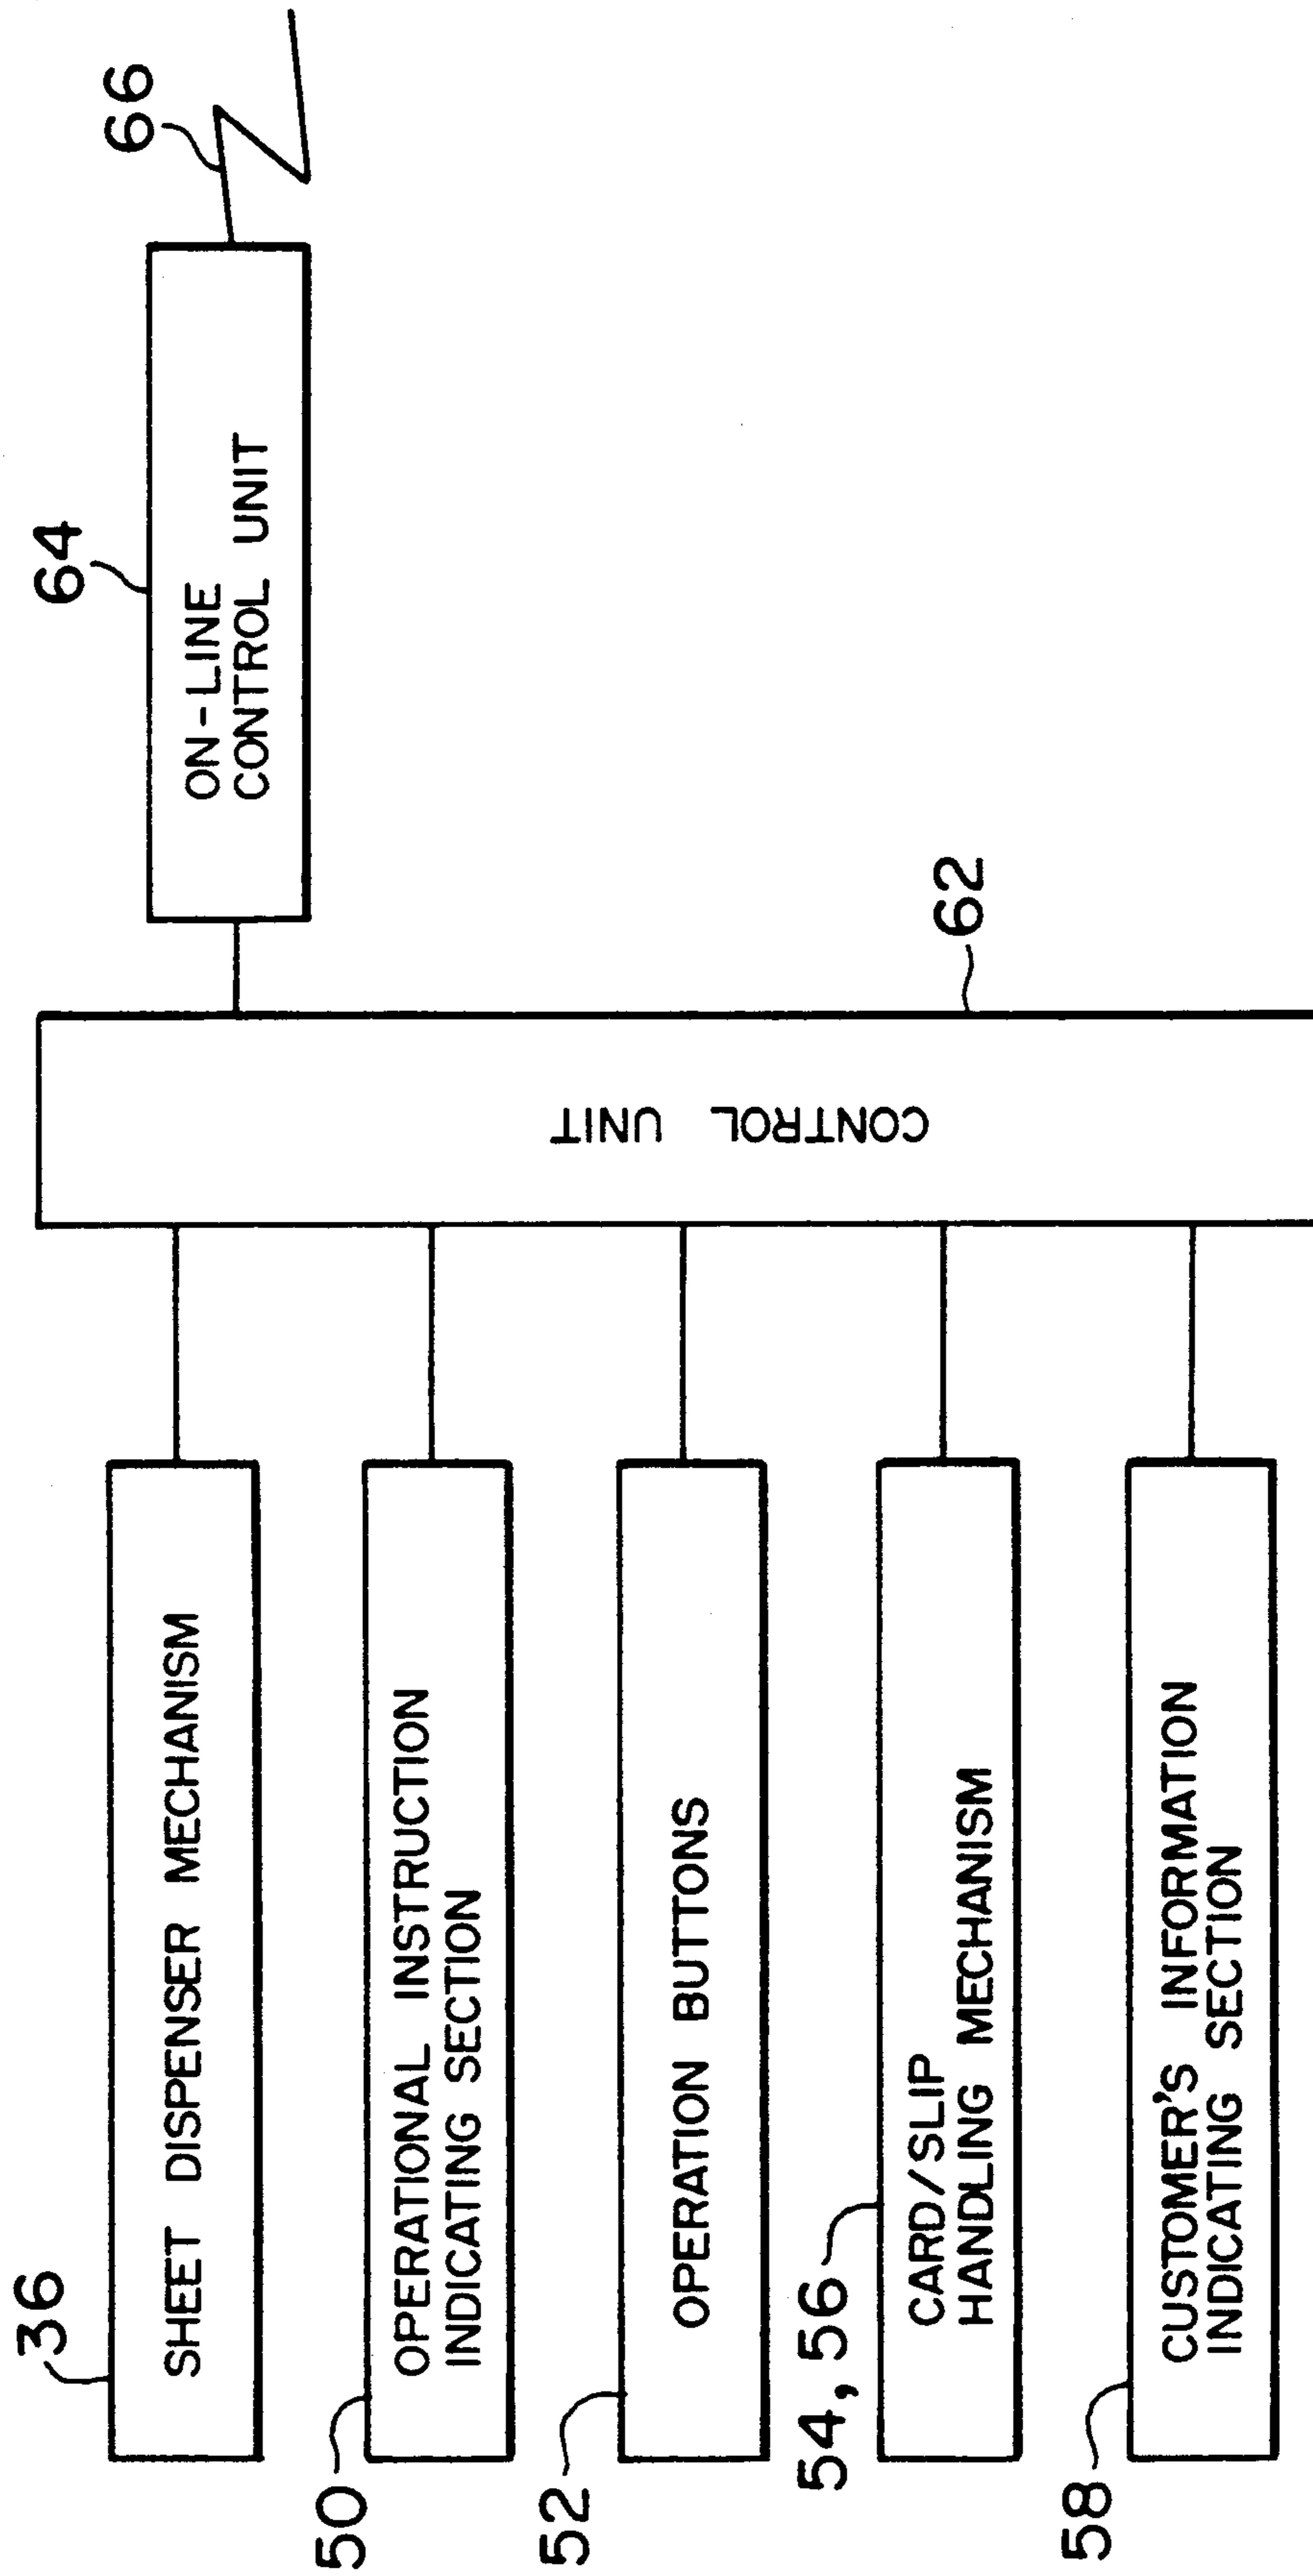 36
SHEET DISPENSER MECHANISM
50
OPERATIONAL INSTRUCTION
INDICATING SECTION
52
OPERATION BUTTONS
54, 56
CARD/SLIP
HANDLING MECHANISM
58
CUSTOMER'S INFORMATION
INDICATING SECTION
CONTROL UNIT
62
64
ON-LINE
CONTROL UNIT
66